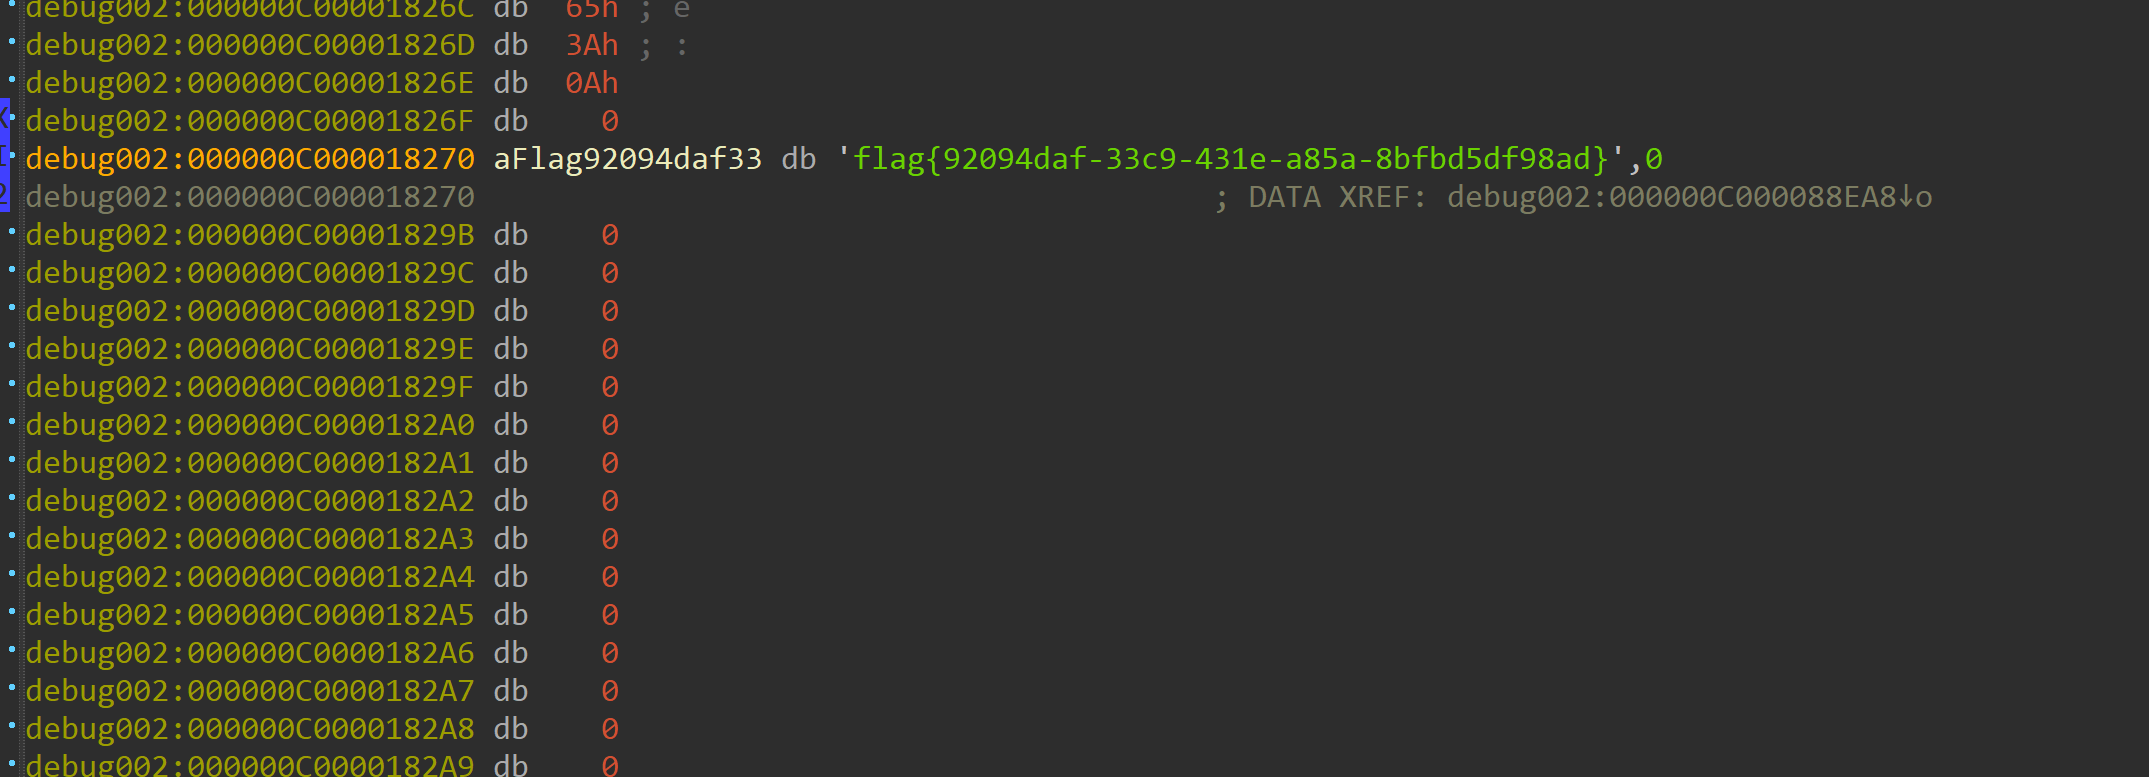 debug002:000000C00001826C db 65h ; e
debug002:000000C00001826D db 3Ah ; :
debug002:000000C00001826E db 0Ah
debug002:000000C00001826F db 0
debug002:000000C000018270 aFlag92094daf33 db 'flag{92094daf-33c9-431e-a85a-8bfbd5df98ad}',0
debug002:000000C000018270 ; DATA XREF: debug002:000000C000088EA8↓o
debug002:000000C00001829B db 0
debug002:000000C00001829C db 0
debug002:000000C00001829D db 0
debug002:000000C00001829E db 0
debug002:000000C00001829F db 0
debug002:000000C0000182A0 db 0
debug002:000000C0000182A1 db 0
debug002:000000C0000182A2 db 0
debug002:000000C0000182A3 db 0
debug002:000000C0000182A4 db 0
debug002:000000C0000182A5 db 0
debug002:000000C0000182A6 db 0
debug002:000000C0000182A7 db 0
debug002:000000C0000182A8 db 0
debug002:000000C0000182A9 db 0